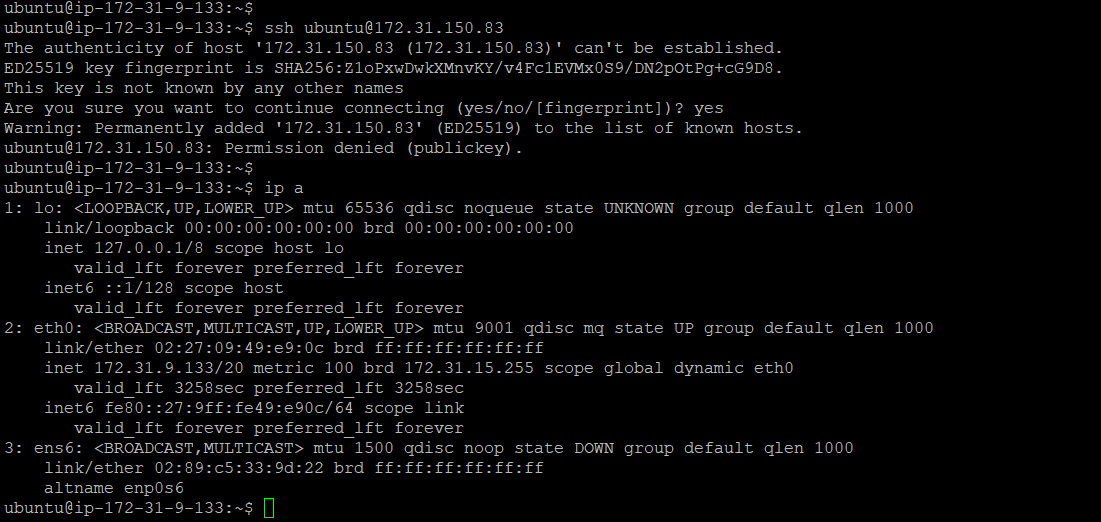 ubuntu@ip-172-31-9-133:~$
ubuntu@ip-172-31-9-133:~$ ssh ubuntu@172.31.150.83
The authenticity of host '172.31.150.83 (172.31.150.83)' can't be established.
ED25519 key fingerprint is SHA256:Z1oPxwDwkXMnvKY/v4Fc1EVMx0S9/DN2pOtPg+cG9D8.
This key is not known by any other names
Are you sure you want to continue connecting (yes/no/[fingerprint])? yes
Warning: Permanently added '172.31.150.83' (ED25519) to the list of known hosts.
ubuntu@172.31.150.83: Permission denied (publickey).
ubuntu@ip-172-31-9-133:~$
ubuntu@ip-172-31-9-133:~$ ip a
1: lo: <LOOPBACK,UP,LOWER_UP> mtu 65536 qdisc noqueue state UNKNOWN group default qlen 1000
    link/loopback 00:00:00:00:00:00 brd 00:00:00:00:00:00
    inet 127.0.0.1/8 scope host lo
       valid_lft forever preferred_lft forever
    inet6 ::1/128 scope host
       valid_lft forever preferred_lft forever
2: eth0: <BROADCAST,MULTICAST,UP,LOWER_UP> mtu 9001 qdisc mq state UP group default qlen 1000
    link/ether 02:27:09:49:e9:0c brd ff:ff:ff:ff:ff:ff
    inet 172.31.9.133/20 metric 100 brd 172.31.15.255 scope global dynamic eth0
       valid_lft 3258sec preferred_lft 3258sec
    inet6 fe80::27:9ff:fe49:e90c/64 scope link
       valid_lft forever preferred_lft forever
3: ens6: <BROADCAST,MULTICAST> mtu 1500 qdisc noop state DOWN group default qlen 1000
    link/ether 02:89:c5:33:9d:22 brd ff:ff:ff:ff:ff:ff
    altname enp0s6
ubuntu@ip-172-31-9-133:~$